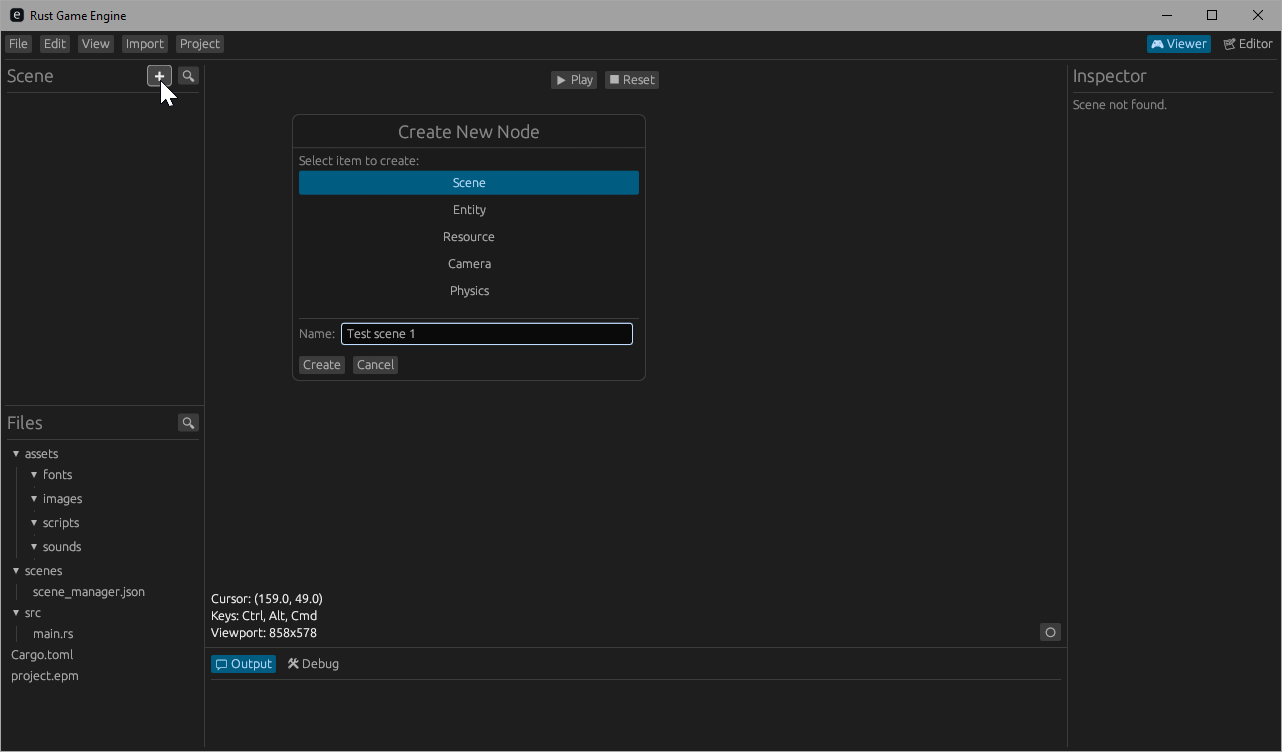 Rust Game Engine
File Edit View Import Project Viewer Editor
Scene
Play Reset
Inspector
Scene not found.
Create New Node
Select item to create:
Scene
Entity
Resource
Camera
Physics
Name: Test scene 1
Create Cancel
Files
assets
fonts
images
scripts
sounds
scenes
scene_manager.json
src
main.rs
Cargo.toml
project.epm
Cursor: (159.0, 49.0)
Keys: Ctrl, Alt, Cmd
Viewport: 858x578
Output Debug